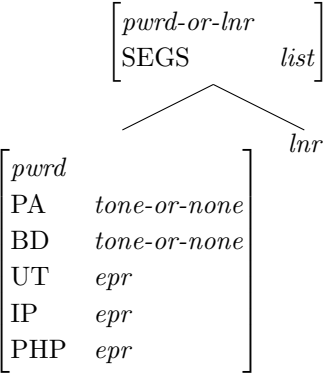 pwrd-or-lnr
SEGS list
lnr
pwrd
PA tone-or-none
BD tone-or-none
UT epr
IP epr
PHP epr